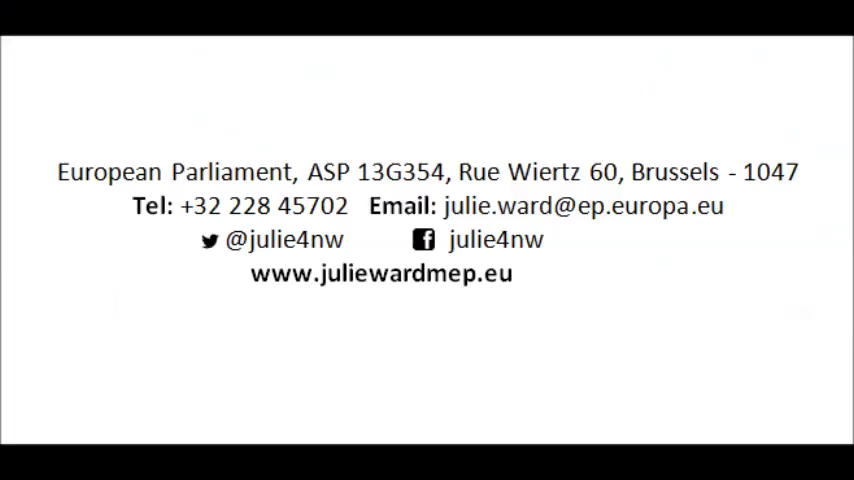 European Parliament, ASP 13G354, Rue Wiertz 60, Brussels - 1047
Tel: +32 228 45702 Email: julie.ward@ep.europa.eu
@julie4nw julie4nw
www.juliewardmep.eu